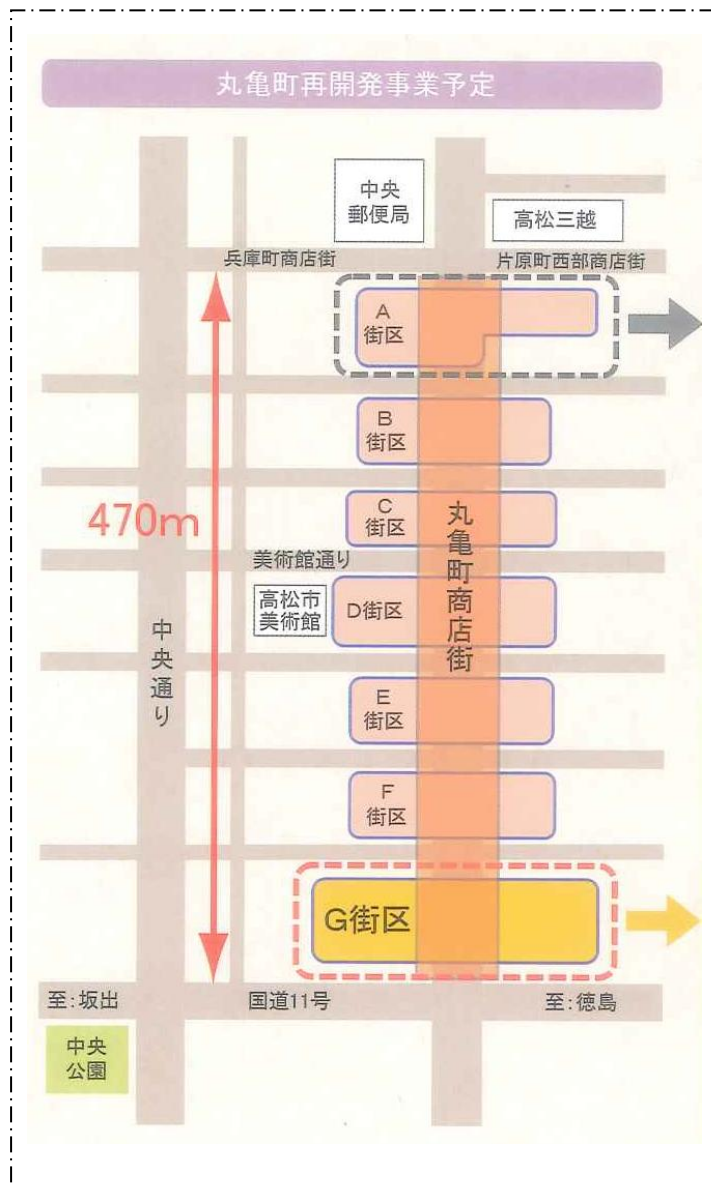 丸亀町再開発事業予定
中央
郵便局
高松三越
兵庫町商店街
片原町西部商店街
A
街区
B
街区
470m
C
街区
丸亀町商店街
美術館通り
高松市
美術館
D街区
中央通り
E
街区
F
街区
G街区
至:坂出
国道11号
至:徳島
中央
公園